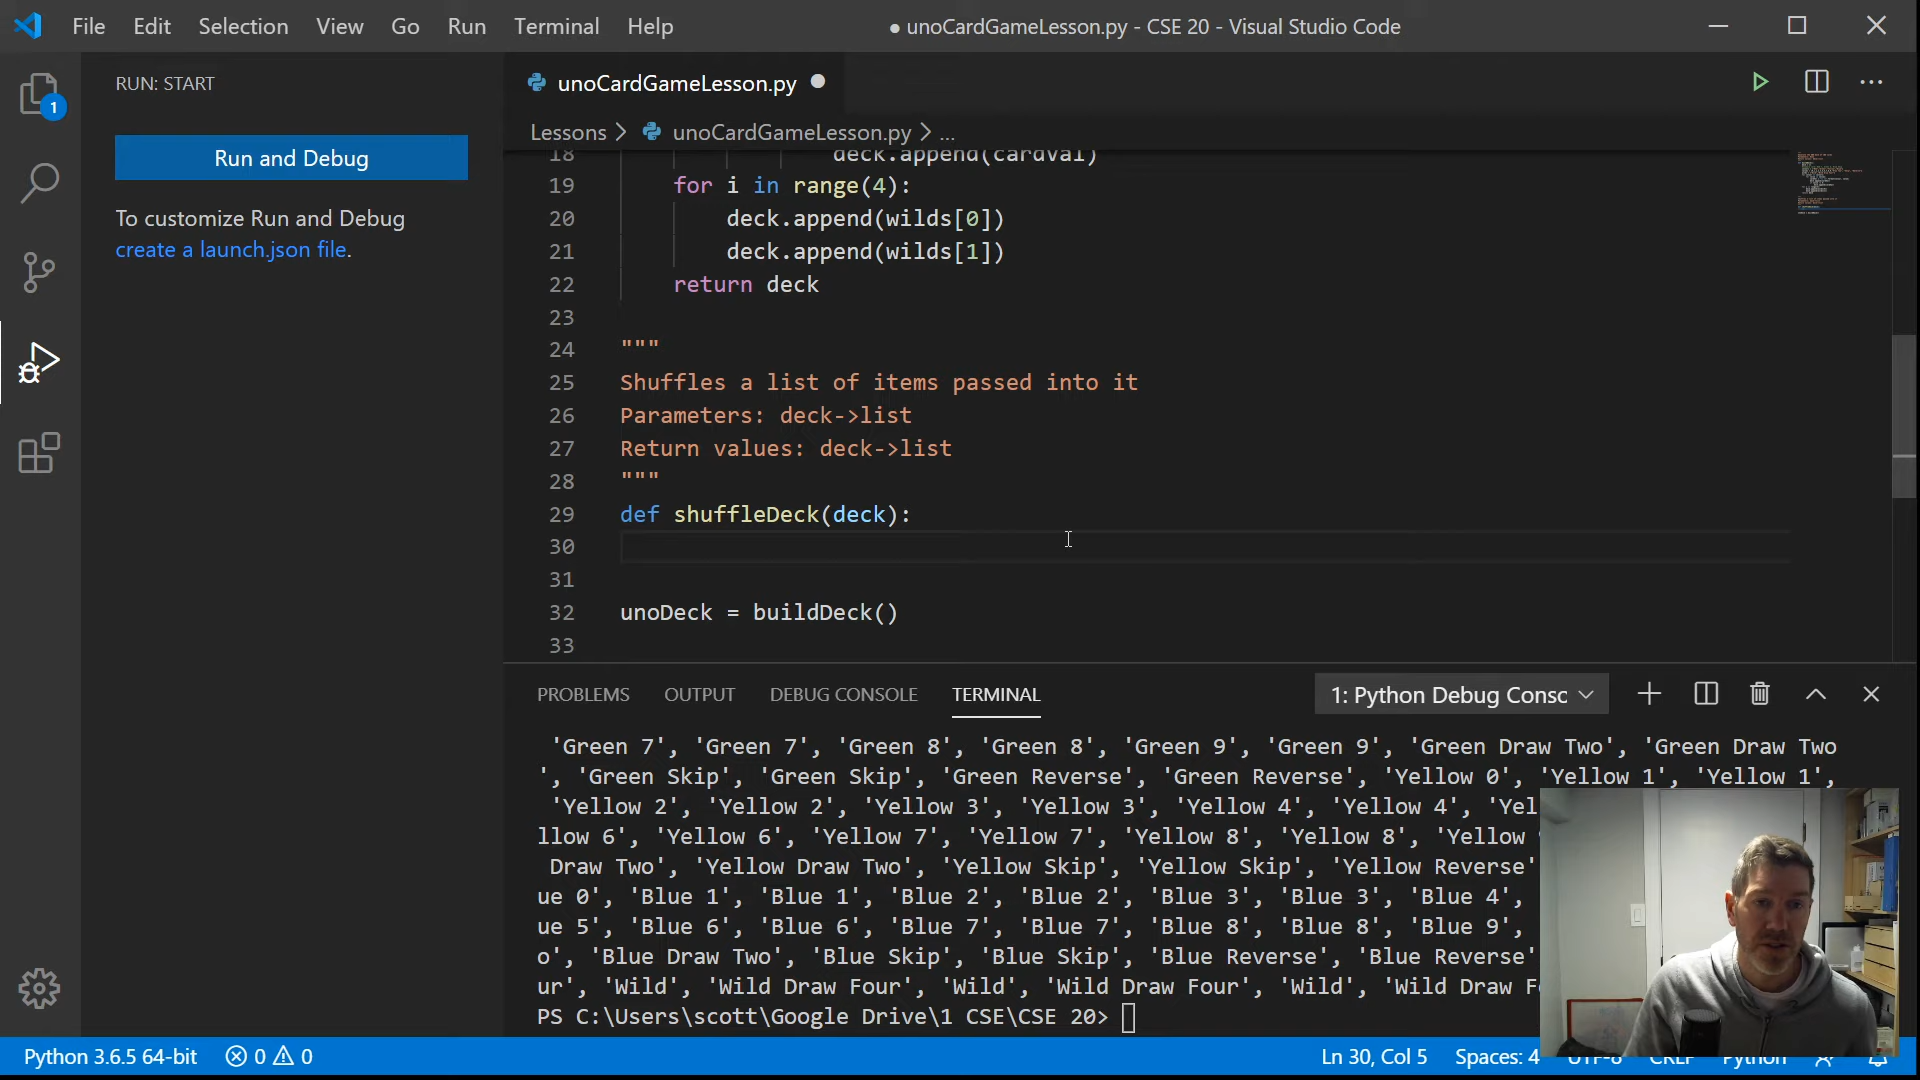 File Edit Selection View Go Run Terminal Help
● unoCardGameLesson.py - CSE 20 - Visual Studio Code
1
RUN: START
Run and Debug
To customize Run and Debug
create a launch.json file.
unoCardGameLesson.py
Lessons > unoCardGameLesson.py > ...
18 deck.append(cardVal)
19 for i in range(4):
20 deck.append(wilds[0])
21 deck.append(wilds[1])
22 return deck
23
24 """
25 Shuffles a list of items passed into it
26 Parameters: deck->list
27 Return values: deck->list
28 """
29 def shuffleDeck(deck):
30
31
32 unoDeck = buildDeck()
33
PROBLEMS OUTPUT DEBUG CONSOLE TERMINAL
1: Python Debug Consc
'Green 7', 'Green 7', 'Green 8', 'Green 8', 'Green 9', 'Green 9', 'Green Draw Two', 'Green Draw Two
', 'Green Skip', 'Green Skip', 'Green Reverse', 'Green Reverse', 'Yellow 0', 'Yellow 1', 'Yellow 1',
'Yellow 2', 'Yellow 2', 'Yellow 3', 'Yellow 3', 'Yellow 4', 'Yellow 4', 'Yel
llow 6', 'Yellow 6', 'Yellow 7', 'Yellow 7', 'Yellow 8', 'Yellow 8', 'Yellow
Draw Two', 'Yellow Draw Two', 'Yellow Skip', 'Yellow Skip', 'Yellow Reverse'
ue 0', 'Blue 1', 'Blue 1', 'Blue 2', 'Blue 2', 'Blue 3', 'Blue 3', 'Blue 4',
ue 5', 'Blue 6', 'Blue 6', 'Blue 7', 'Blue 7', 'Blue 8', 'Blue 8', 'Blue 9',
o', 'Blue Draw Two', 'Blue Skip', 'Blue Skip', 'Blue Reverse', 'Blue Reverse'
ur', 'Wild', 'Wild Draw Four', 'Wild', 'Wild Draw Four', 'Wild', 'Wild Draw F
PS C:\Users\scott\Google Drive\1 CSE\CSE 20>
Python 3.6.5 64-bit 0 0 Ln 30, Col 5 Spaces: 4 UTF-8 CRLF Python